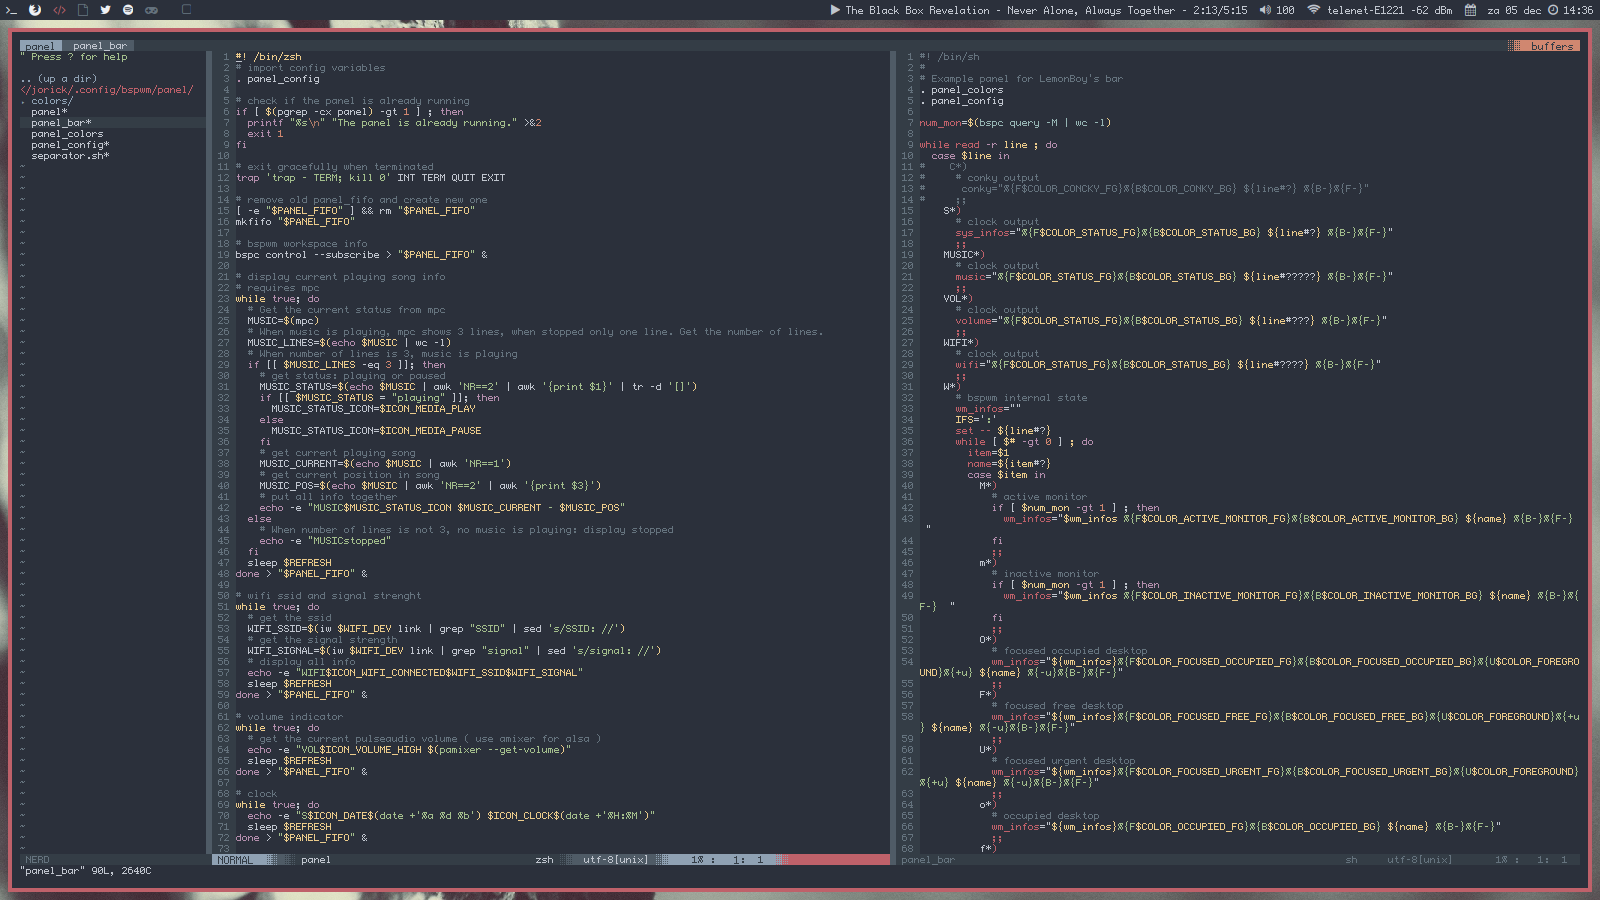 The Black Box Revelation - Never Alone, Always Together - 2:13/5:15 100 telenet-E1221 -62 dBm za 05 dec 14:36
panel panel_bar buffers
" Press ? for help
.. (up a dir)
</jorick/.config/bspwm/panel/
. colors/
panel*
panel_bar*
panel_colors
panel_config*
separator.sh*
NERD
1 #! /bin/zsh
2 # import config variables
3 . panel_config
4
5 # check if the panel is already running
6 if [ $(pgrep -cx panel) -gt 1 ] ; then
7 printf "%s\n" "The panel is already running." >&2
8 exit 1
9 fi
10
11 # exit gracefully when terminated
12 trap 'trap - TERM; kill 0' INT TERM QUIT EXIT
13
14 # remove old panel_fifo and create new one
15 [ -e "$PANEL_FIFO" ] && rm "$PANEL_FIFO"
16 mkfifo "$PANEL_FIFO"
17
18 # bspwm workspace info
19 bspc control --subscribe > "$PANEL_FIFO" &
20
21 # display current playing song info
22 # requires mpc
23 while true; do
24 # Get the current status from mpc
25 MUSIC=$(mpc)
26 # When music is playing, mpc shows 3 lines, when stopped only one line. Get the number of lines.
27 MUSIC_LINES=$(echo $MUSIC | wc -l)
28 # When number of lines is 3, music is playing
29 if [[ $MUSIC_LINES -eq 3 ]]; then
30 # get status: playing or paused
31 MUSIC_STATUS=$(echo $MUSIC | awk 'NR==2' | awk '{print $1}' | tr -d '[]')
32 if [[ $MUSIC_STATUS = "playing" ]]; then
33 MUSIC_STATUS_ICON=$ICON_MEDIA_PLAY
34 else
35 MUSIC_STATUS_ICON=$ICON_MEDIA_PAUSE
36 fi
37 # get current playing song
38 MUSIC_CURRENT=$(echo $MUSIC | awk 'NR==1')
39 # get current position in song
40 MUSIC_POS=$(echo $MUSIC | awk 'NR==2' | awk '{print $3}')
41 # put all info together
42 echo -e "MUSIC$MUSIC_STATUS_ICON $MUSIC_CURRENT - $MUSIC_POS"
43 else
44 # When number of lines is not 3, no music is playing: display stopped
45 echo -e "MUSICstopped"
46 fi
47 sleep $REFRESH
48 done > "$PANEL_FIFO" &
49
50 # wifi ssid and signal strenght
51 while true; do
52 # get the ssid
53 WIFI_SSID=$(iw $WIFI_DEV link | grep "SSID" | sed 's/SSID: //')
54 # get the signal strength
55 WIFI_SIGNAL=$(iw $WIFI_DEV link | grep "signal" | sed 's/signal: //')
56 # display all info
57 echo -e "WIFI$ICON_WIFI_CONNECTED$WIFI_SSID$WIFI_SIGNAL"
58 sleep $REFRESH
59 done > "$PANEL_FIFO" &
60
61 # volume indicator
62 while true; do
63 # get the current pulseaudio volume ( use amixer for alsa )
64 echo -e "VOL$ICON_VOLUME_HIGH $(pamixer --get-volume)"
65 sleep $REFRESH
66 done > "$PANEL_FIFO" &
67
68 # clock
69 while true; do
70 echo -e "S$ICON_DATE$(date +'%a %d %b') $ICON_CLOCK$(date +'%H:%M')"
71 sleep $REFRESH
72 done > "$PANEL_FIFO" &
73
NORMAL panel zsh utf-8[unix] 1% : 1: 1
1 #! /bin/sh
2 #
3 # Example panel for LemonBoy's bar
4 . panel_colors
5 . panel_config
6
7 num_mon=$(bspc query -M | wc -l)
8
9 while read -r line ; do
10 case $line in
11 # C*)
12 # # conky output
13 # conky="%{F$COLOR_CONCKY_FG}%{B$COLOR_CONKY_BG} ${line#?} %{B-}%{F-}"
14 # ;;
15 S*)
16 # clock output
17 sys_infos="%{F$COLOR_STATUS_FG}%{B$COLOR_STATUS_BG} ${line#?} %{B-}%{F-}"
18 ;;
19 MUSIC*)
20 # clock output
21 music="%{F$COLOR_STATUS_FG}%{B$COLOR_STATUS_BG} ${line#?????} %{B-}%{F-}"
22 ;;
23 VOL*)
24 # clock output
25 volume="%{F$COLOR_STATUS_FG}%{B$COLOR_STATUS_BG} ${line#???} %{B-}%{F-}"
26 ;;
27 WIFI*)
28 # clock output
29 wifi="%{F$COLOR_STATUS_FG}%{B$COLOR_STATUS_BG} ${line#????} %{B-}%{F-}"
30 ;;
31 W*)
32 # bspwm internal state
33 wm_infos=""
34 IFS=':'
35 set -- ${line#?}
36 while [ $# -gt 0 ] ; do
37 item=$1
38 name=${item#?}
39 case $item in
40 M*)
41 # active monitor
42 if [ $num_mon -gt 1 ] ; then
43 wm_infos="$wm_infos %{F$COLOR_ACTIVE_MONITOR_FG}%{B$COLOR_ACTIVE_MONITOR_BG} ${name} %{B-}%{F-}
"
44 fi
45 ;;
46 m*)
47 # inactive monitor
48 if [ $num_mon -gt 1 ] ; then
49 wm_infos="$wm_infos %{F$COLOR_INACTIVE_MONITOR_FG}%{B$COLOR_INACTIVE_MONITOR_BG} ${name} %{B-}%{
F-} "
50 fi
51 ;;
52 O*)
53 # focused occupied desktop
54 wm_infos="${wm_infos}%{F$COLOR_FOCUSED_OCCUPIED_FG}%{B$COLOR_FOCUSED_OCCUPIED_BG}%{U$COLOR_FOREGRO
UND}%{+u} ${name} %{-u}%{B-}%{F-}"
55 ;;
56 F*)
57 # focused free desktop
58 wm_infos="${wm_infos}%{F$COLOR_FOCUSED_FREE_FG}%{B$COLOR_FOCUSED_FREE_BG}%{U$COLOR_FOREGROUND}%{+u
} ${name} %{-u}%{B-}%{F-}"
59 ;;
60 U*)
61 # focused urgent desktop
62 wm_infos="${wm_infos}%{F$COLOR_FOCUSED_URGENT_FG}%{B$COLOR_FOCUSED_URGENT_BG}%{U$COLOR_FOREGROUND}
%{+u} ${name} %{-u}%{B-}%{F-}"
63 ;;
64 o*)
65 # occupied desktop
66 wm_infos="${wm_infos}%{F$COLOR_OCCUPIED_FG}%{B$COLOR_OCCUPIED_BG} ${name} %{B-}%{F-}"
67 ;;
68 f*)
panel_bar sh utf-8[unix] 1% : 1: 1
"panel_bar" 90L, 2640C